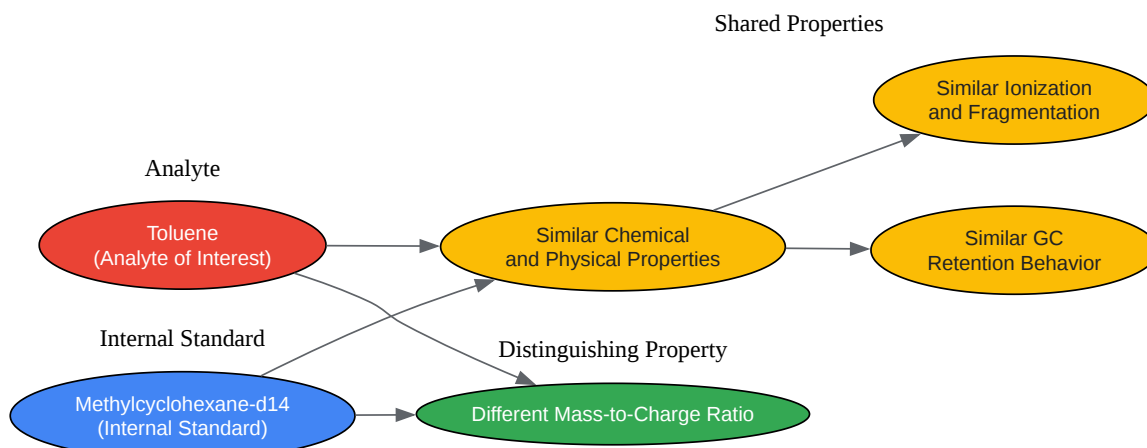 Shared Properties
Similar Ionization
and Fragmentation
Analyte
Toluene
(Analyte of Interest)
Similar Chemical
and Physical Properties
Similar GC
Retention Behavior
Internal Standard
Distinguishing Property
Methylcyclohexane-d14
(Internal Standard)
Different Mass-to-Charge Ratio